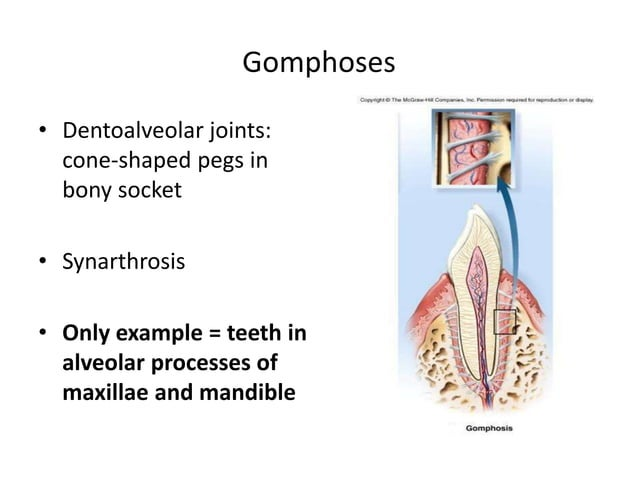 Gomphoses
Copyright © The McGraw-Hill Companies, Inc. Permission required for reproduction or display.
• Dentoalveolar joints:
cone-shaped pegs in
bony socket
• Synarthrosis
• Only example = teeth in
alveolar processes of
maxillae and mandible
Gomphosis